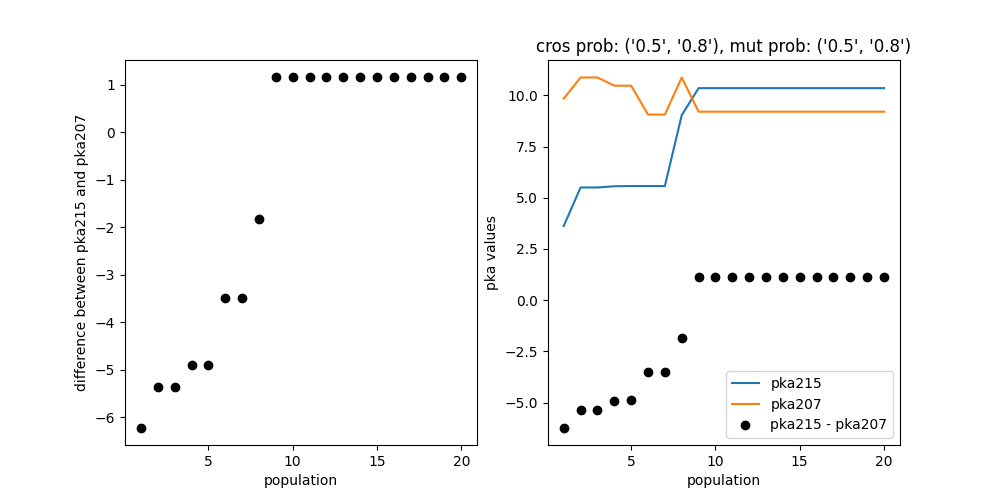 cros prob: ('0.5', '0.8'), mut prob: ('0.5', '0.8')
difference between pka215 and pka207
1
0
−1
−2
−3
−4
−5
−6
5
10
15
20
population
pka values
10.0
7.5
5.0
2.5
0.0
−2.5
−5.0
pka215
pka207
pka215 - pka207
5
10
15
20
population